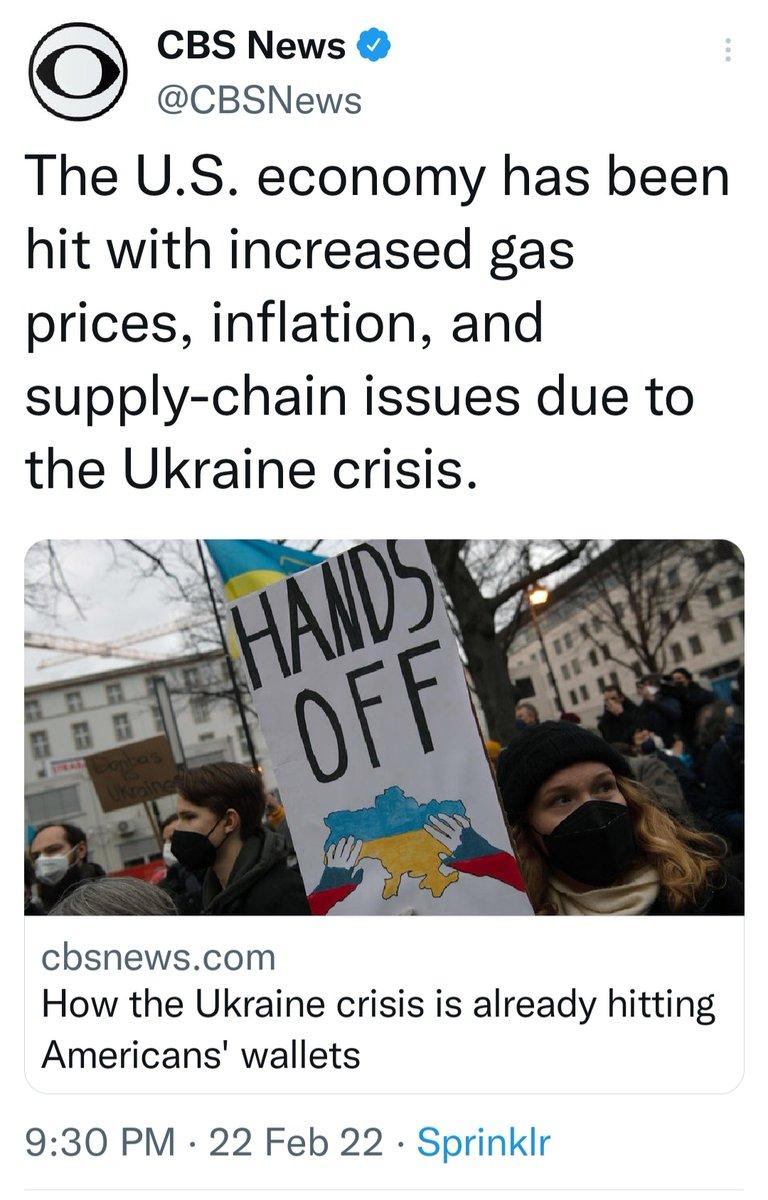 CBS News
@CBSNews
The U.S. economy has been
hit with increased gas
prices, inflation, and
supply-chain issues due to
the Ukraine crisis.
HANDS
OFF
Donbas
is
Ukraine
cbsnews.com
How the Ukraine crisis is already hitting
Americans' wallets
9:30 PM · 22 Feb 22 · Sprinklr